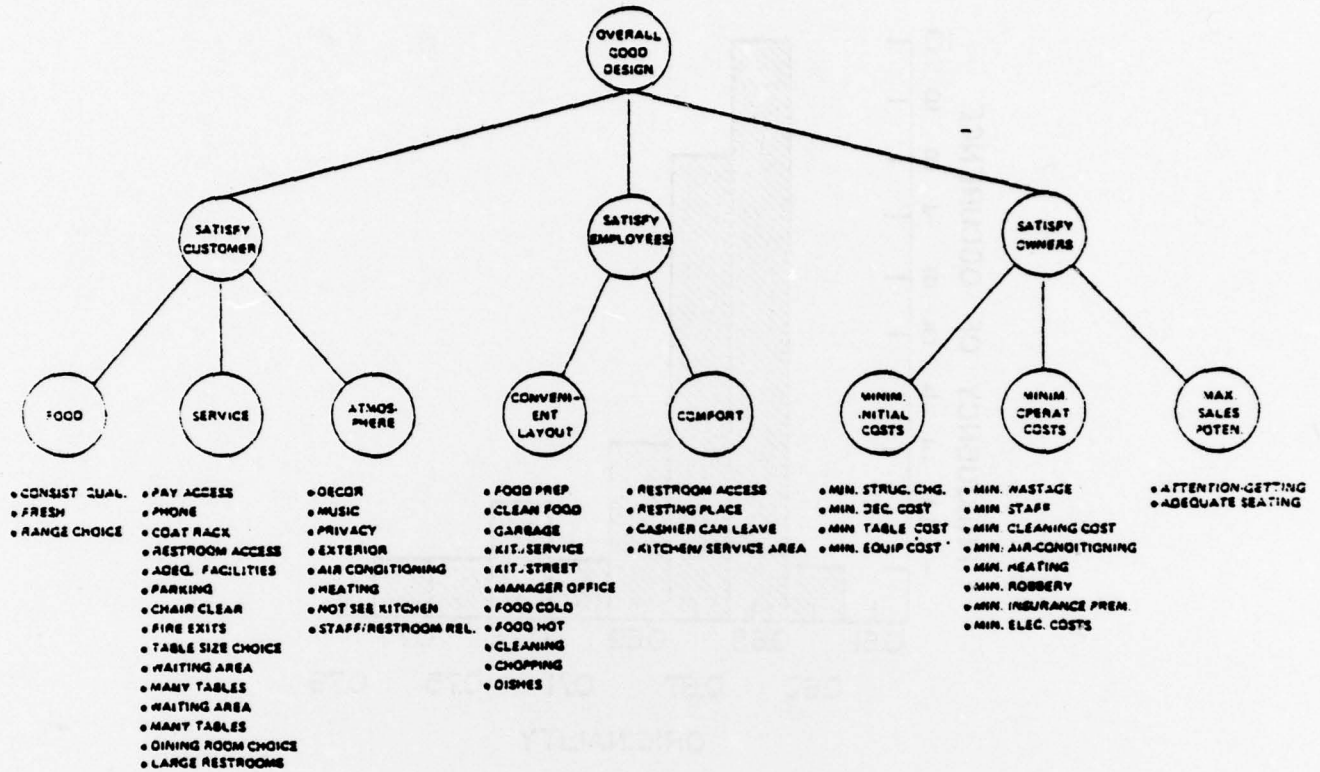 OVERALL
GOOD
DESIGN
SATISFY
CUSTOMER
SATISFY
EMPLOYEES
SATISFY
OWNERS
FOOD
SERVICE
ATMOS-
PHERE
CONVENI-
ENT
LAYOUT
COMFORT
MINIM.
INITIAL
COSTS
MINIM.
OPERAT
COSTS
MAX.
SALES
POTEN.
• CONSIST QUAL.
• FRESH
• RANGE CHOICE
• PAY ACCESS
• PHONE
• COAT RACK
• RESTROOM ACCESS
• ADEQ. FACILITIES
• PARKING
• CHAIR CLEAR
• FIRE EXITS
• TABLE SIZE CHOICE
• WAITING AREA
• MANY TABLES
• WAITING AREA
• MANY TABLES
• DINING ROOM CHOICE
• LARGE RESTROOMS
• DECOR
• MUSIC
• PRIVACY
• EXTERIOR
• AIR CONDITIONING
• HEATING
• NOT SEE KITCHEN
• STAFF/RESTROOM REL.
• FOOD PREP
• CLEAN FOOD
• GARBAGE
• KIT./SERVICE
• KIT./STREET
• MANAGER OFFICE
• FOOD COLD
• FOOD HOT
• CLEANING
• CHOPPING
• DISHES
• RESTROOM ACCESS
• RESTING PLACE
• CASHIER CAN LEAVE
• KITCHEN/SERVICE AREA
• MIN. STRUC. CHG.
• MIN. DEC. COST
• MIN. TABLE COST
• MIN. EQUIP COST
• MIN. WASTAGE
• MIN. STAFF
• MIN. CLEANING COST
• MIN. AIR-CONDITIONING
• MIN. HEATING
• MIN. ROBBERY
• MIN. INSURANCE PREM.
• MIN. ELEC. COSTS
• ATTENTION-GETTING
• ADEQUATE SEATING
FREQUENCY OF OCCURRENCE
ORIGINALITY